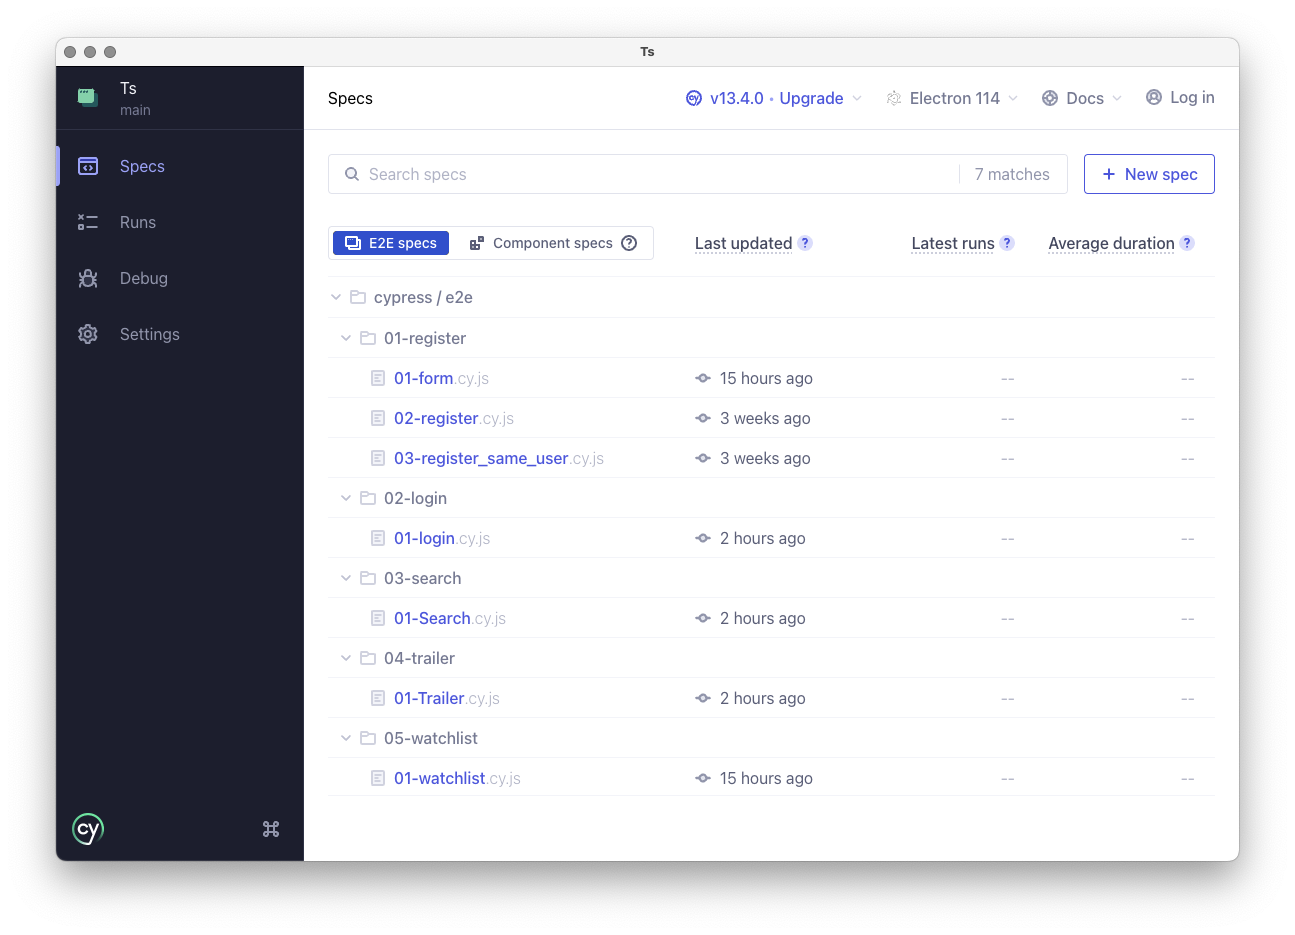 Ts
Ts
main
Specs
Runs
Debug
Settings
cy
Specs
cy v13.4.0 • Upgrade
Electron 114
Docs
Log in
Search specs
7 matches
+ New spec
E2E specs
Component specs ?
Last updated ?
Latest runs ?
Average duration ?
cypress / e2e
01-register
01-form.cy.js 15 hours ago -- --
02-register.cy.js 3 weeks ago -- --
03-register_same_user.cy.js 3 weeks ago -- --
02-login
01-login.cy.js 2 hours ago -- --
03-search
01-Search.cy.js 2 hours ago -- --
04-trailer
01-Trailer.cy.js 2 hours ago -- --
05-watchlist
01-watchlist.cy.js 15 hours ago -- --